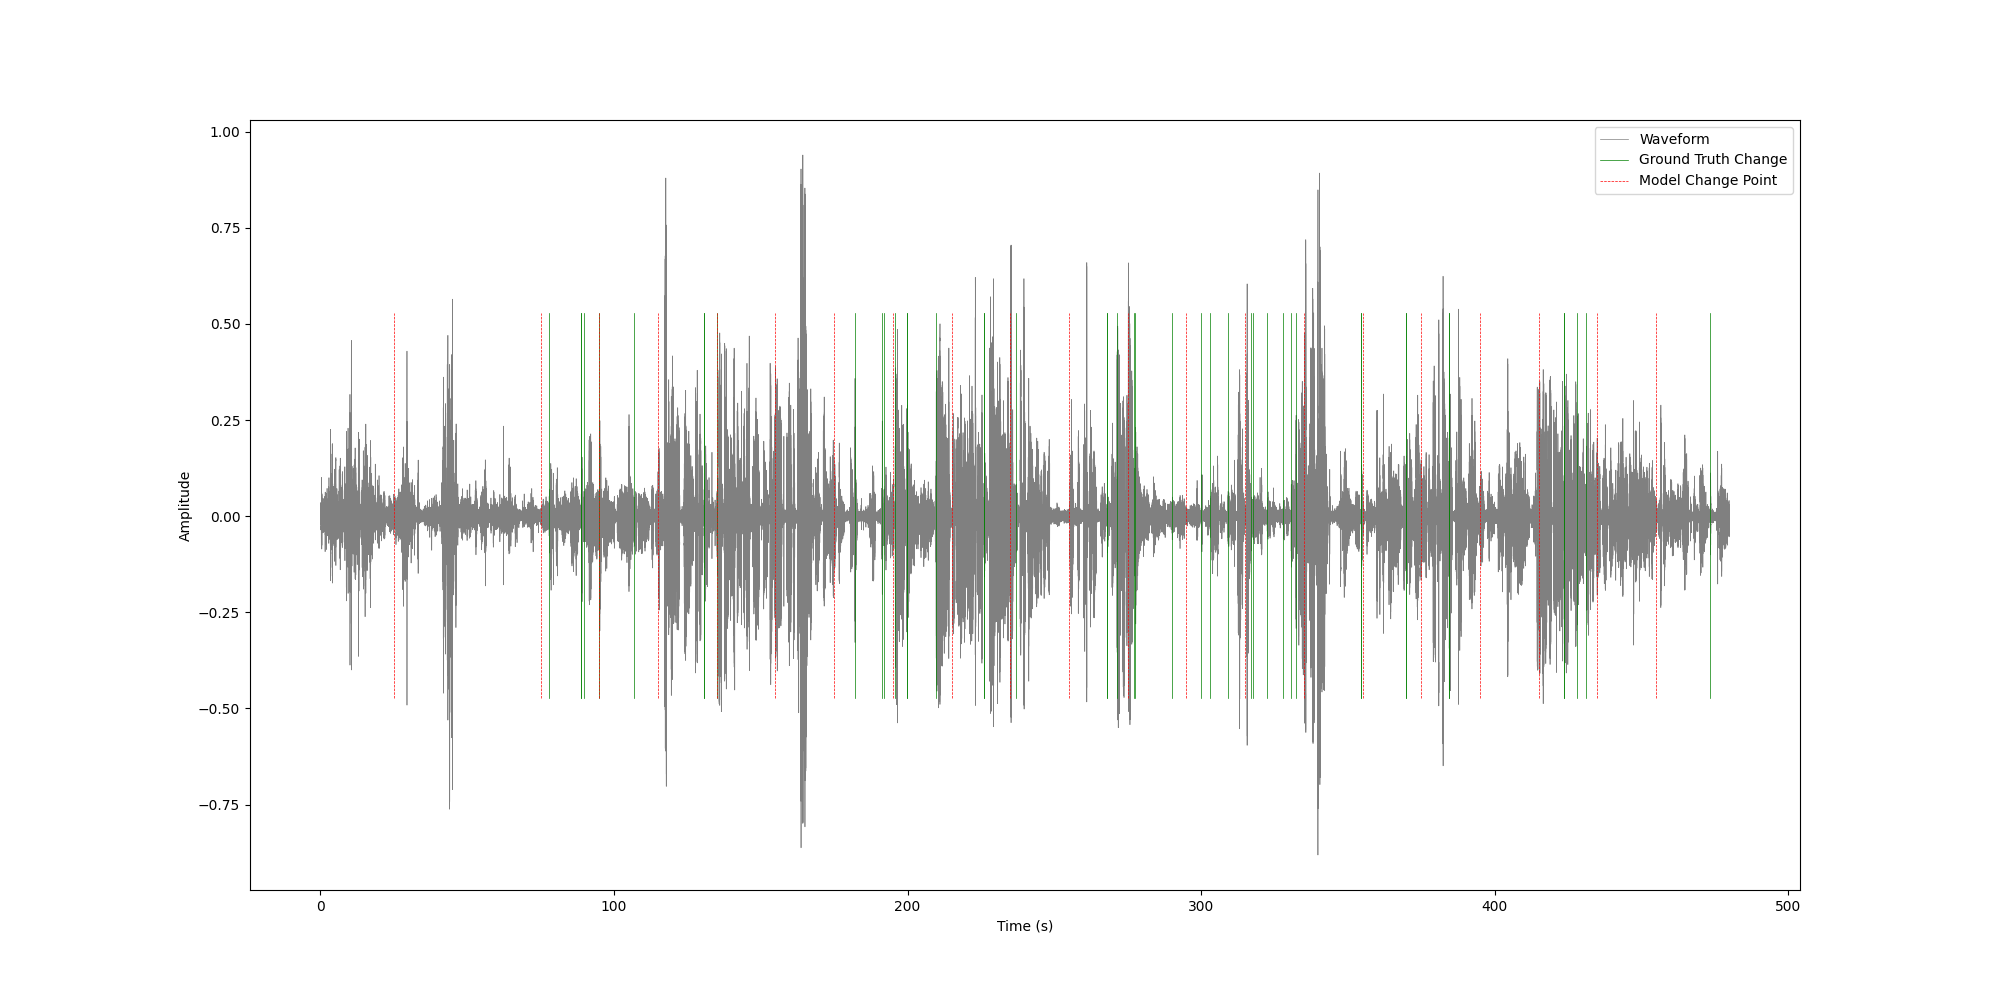 1.00
0.75
0.50
0.25
0.00
−0.25
−0.50
−0.75
Amplitude
Waveform
Ground Truth Change
Model Change Point
0 100 200 300 400 500
Time (s)